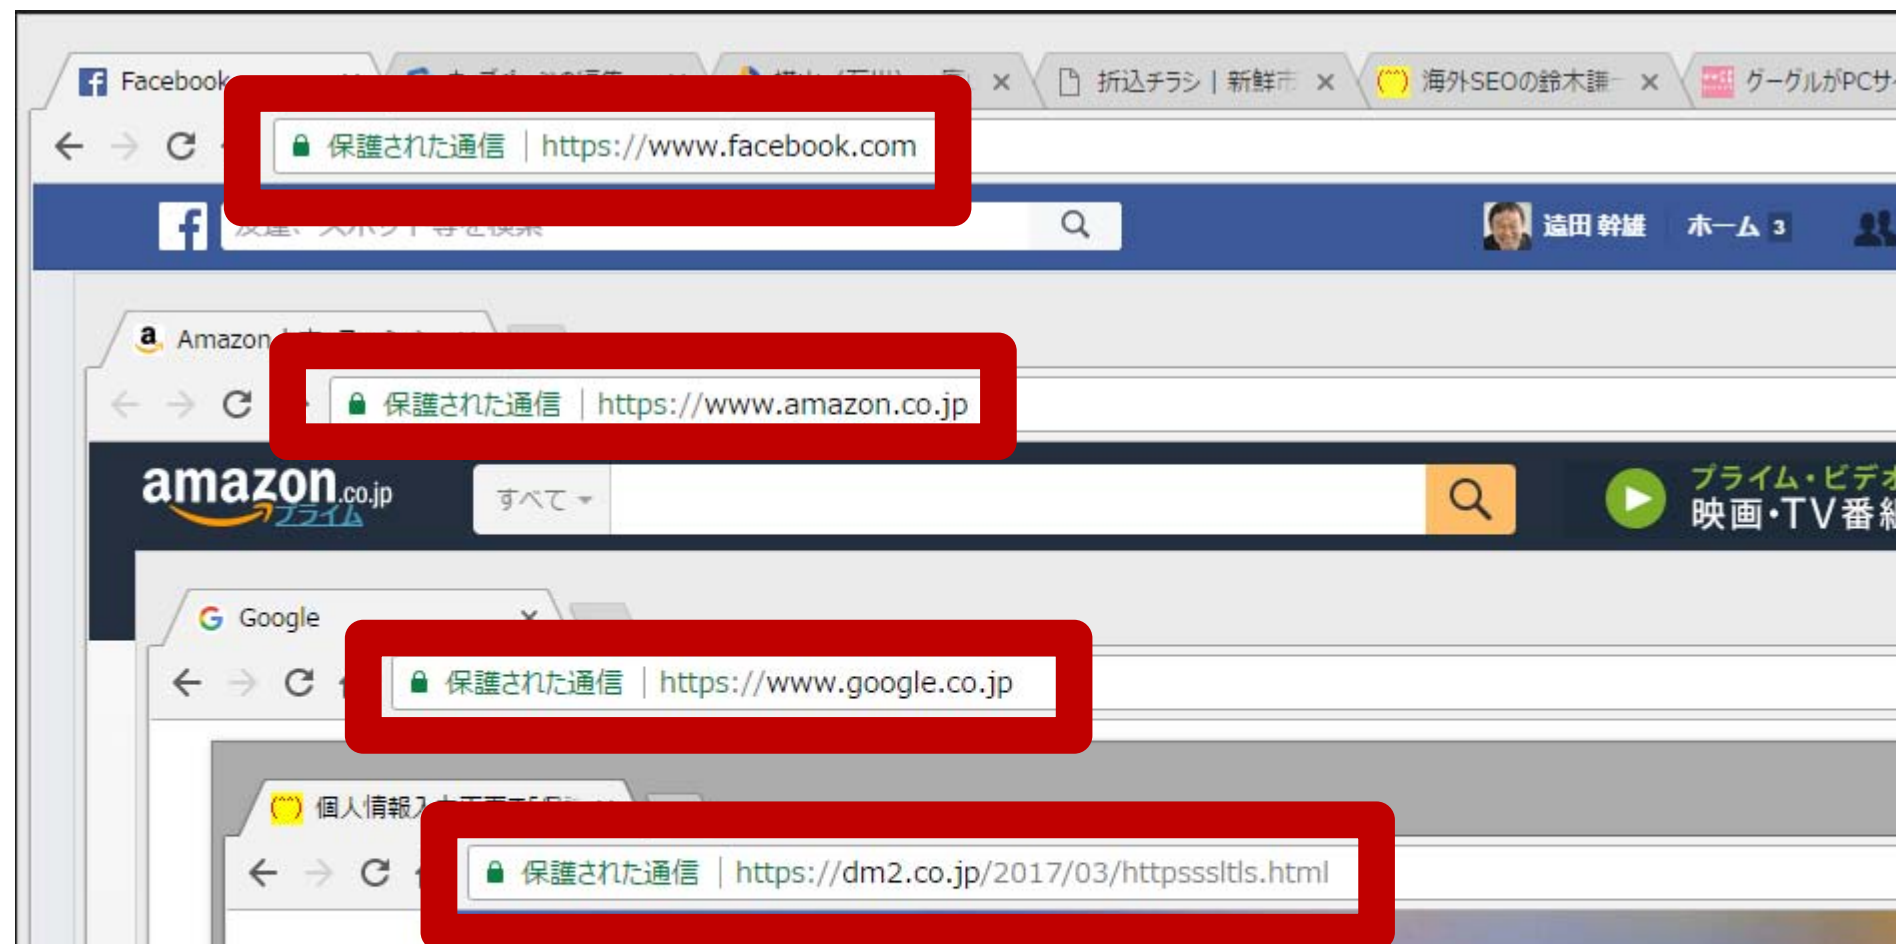 Facebook
折込チラシ | 新鮮市
海外SEOの鈴木謙一
グーグルがPCサイ
保護された通信 | https://www.facebook.com
遠田 幹雄 ホーム 3
Amazon
保護された通信 | https://www.amazon.co.jp
amazon.co.jp
プライム
すべて
プライム・ビデオ
映画・TV番組
Google
保護された通信 | https://www.google.co.jp
個人情報入
保護された通信 | https://dm2.co.jp/2017/03/httpsssltls.html